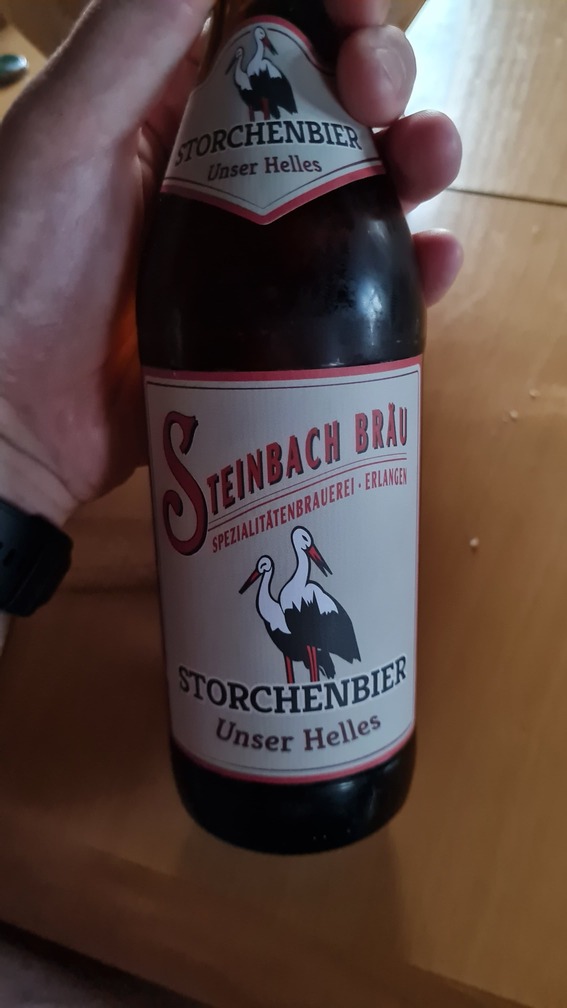 STORCHENBIER
Unser Helles
STEINBACH BRÄU
SPEZIALITÄTENBRAUEREI · ERLANGEN
STORCHENBIER
Unser Helles